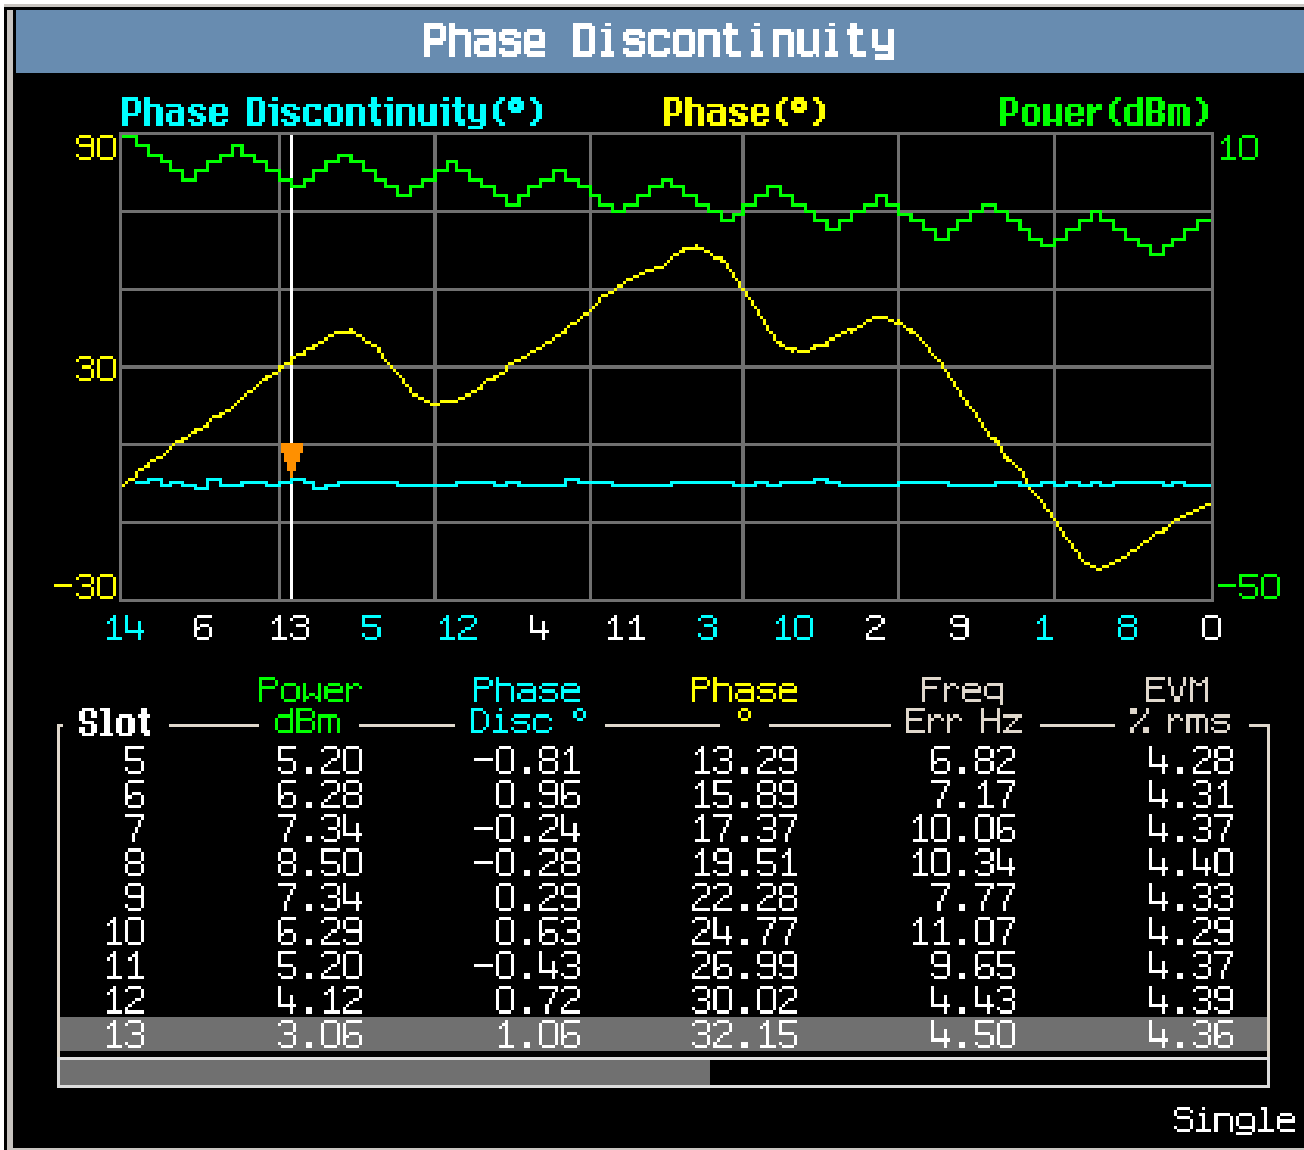 Phase Discontinuity
Phase Discontinuity(º) Phase(º) Power(dBm)
90 10
30
-30 -50
14 6 13 5 12 4 11 3 10 2 9 1 8 0
Power Phase Phase Freq EVM
Slot dBm Disc º º Err Hz % rms
5 5.20 -0.81 13.29 6.82 4.28
6 6.28 0.96 15.89 7.17 4.31
7 7.34 -0.24 17.37 10.06 4.37
8 8.50 -0.28 19.51 10.34 4.40
9 7.34 0.29 22.28 7.77 4.33
10 6.29 0.63 24.77 11.07 4.29
11 5.20 -0.43 26.99 9.65 4.37
12 4.12 0.72 30.02 4.43 4.39
13 3.06 1.06 32.15 4.50 4.36
Single